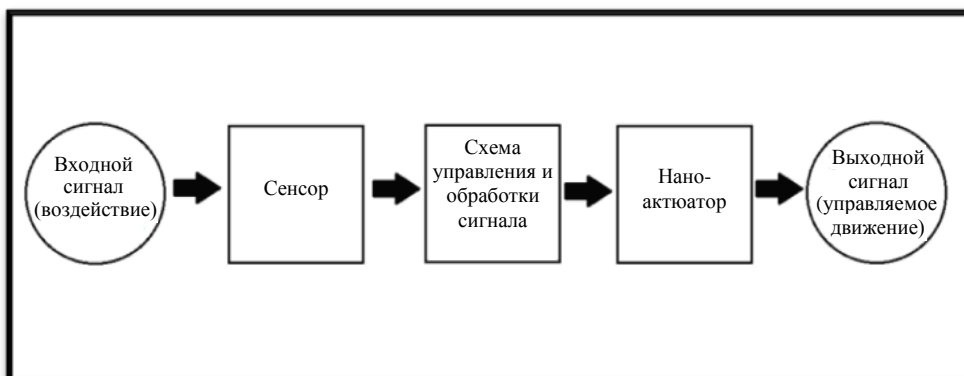 Входной
сигнал
(воздействие)
Сенсор
Схема
управления и
обработки
сигнала
Нано-
актюатор
Выходной
сигнал
(управляемое
движение)